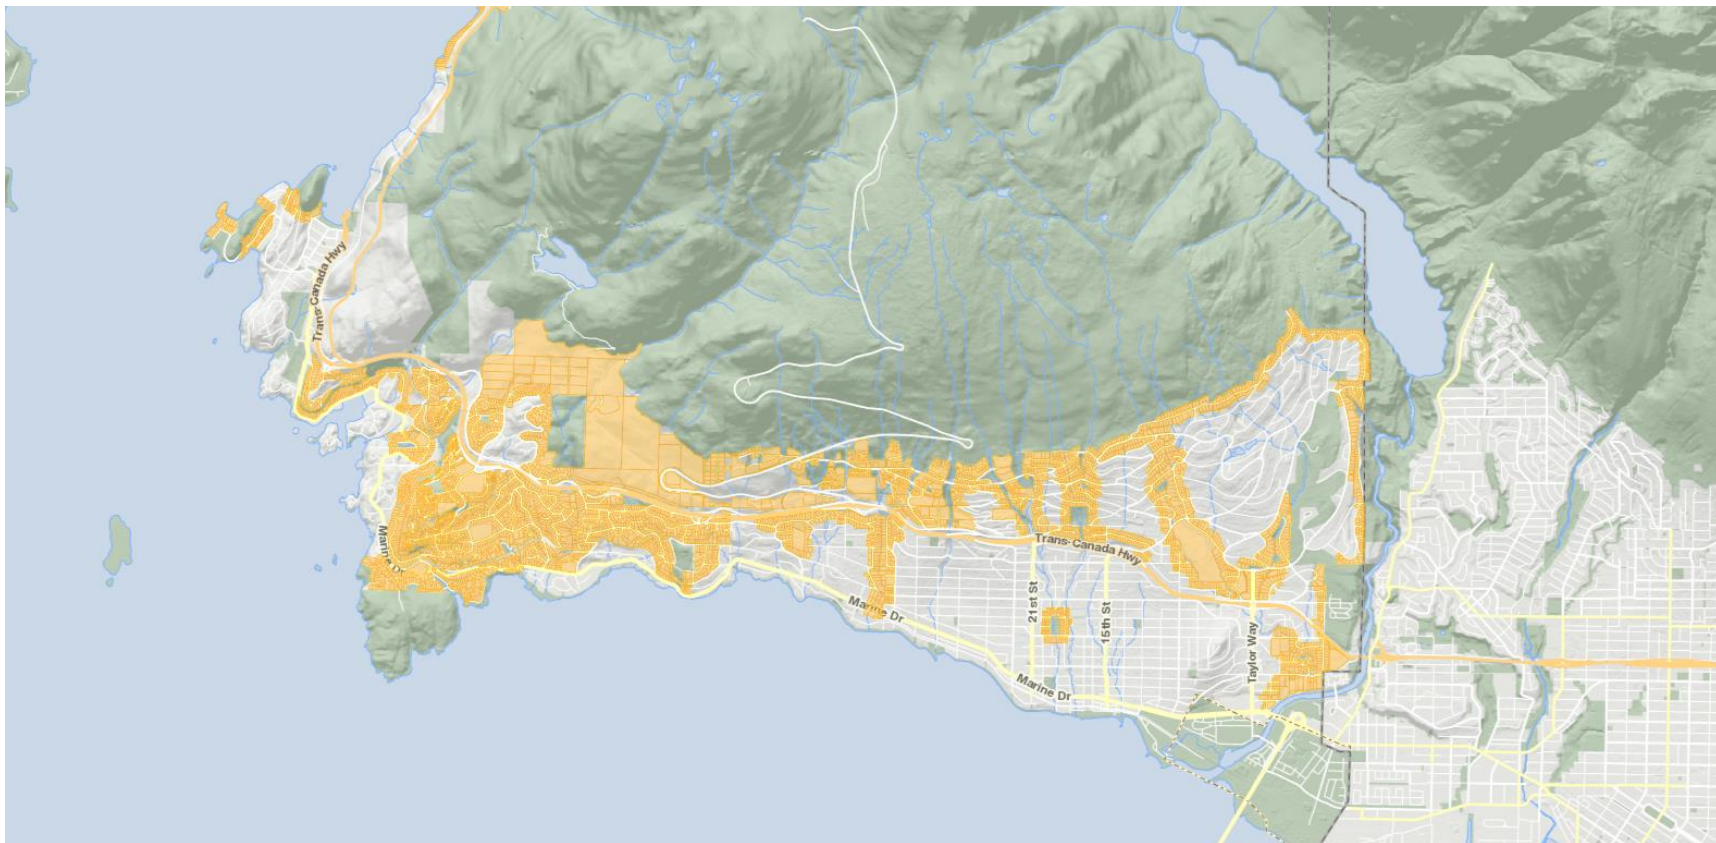 Trans-Canada Hwy
Marine Dr
Trans-Canada Hwy
Marine Dr
21st St
15th St
Taylor Way
Marine Dr